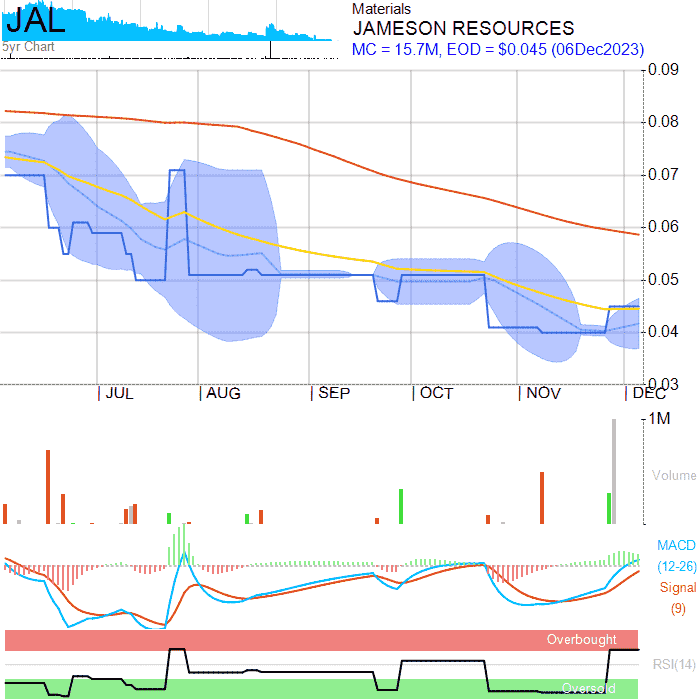 JAL
5yr Chart
Materials
JAMESON RESOURCES
MC = 15.7M, EOD = $0.045 (06Dec2023)
0.09
0.08
0.07
0.06
0.05
0.04
0.03
JUL AUG SEP OCT NOV DEC
1M
Volume
MACD
(12-26)
Signal
(9)
Overbought
RSI(14)
Oversold